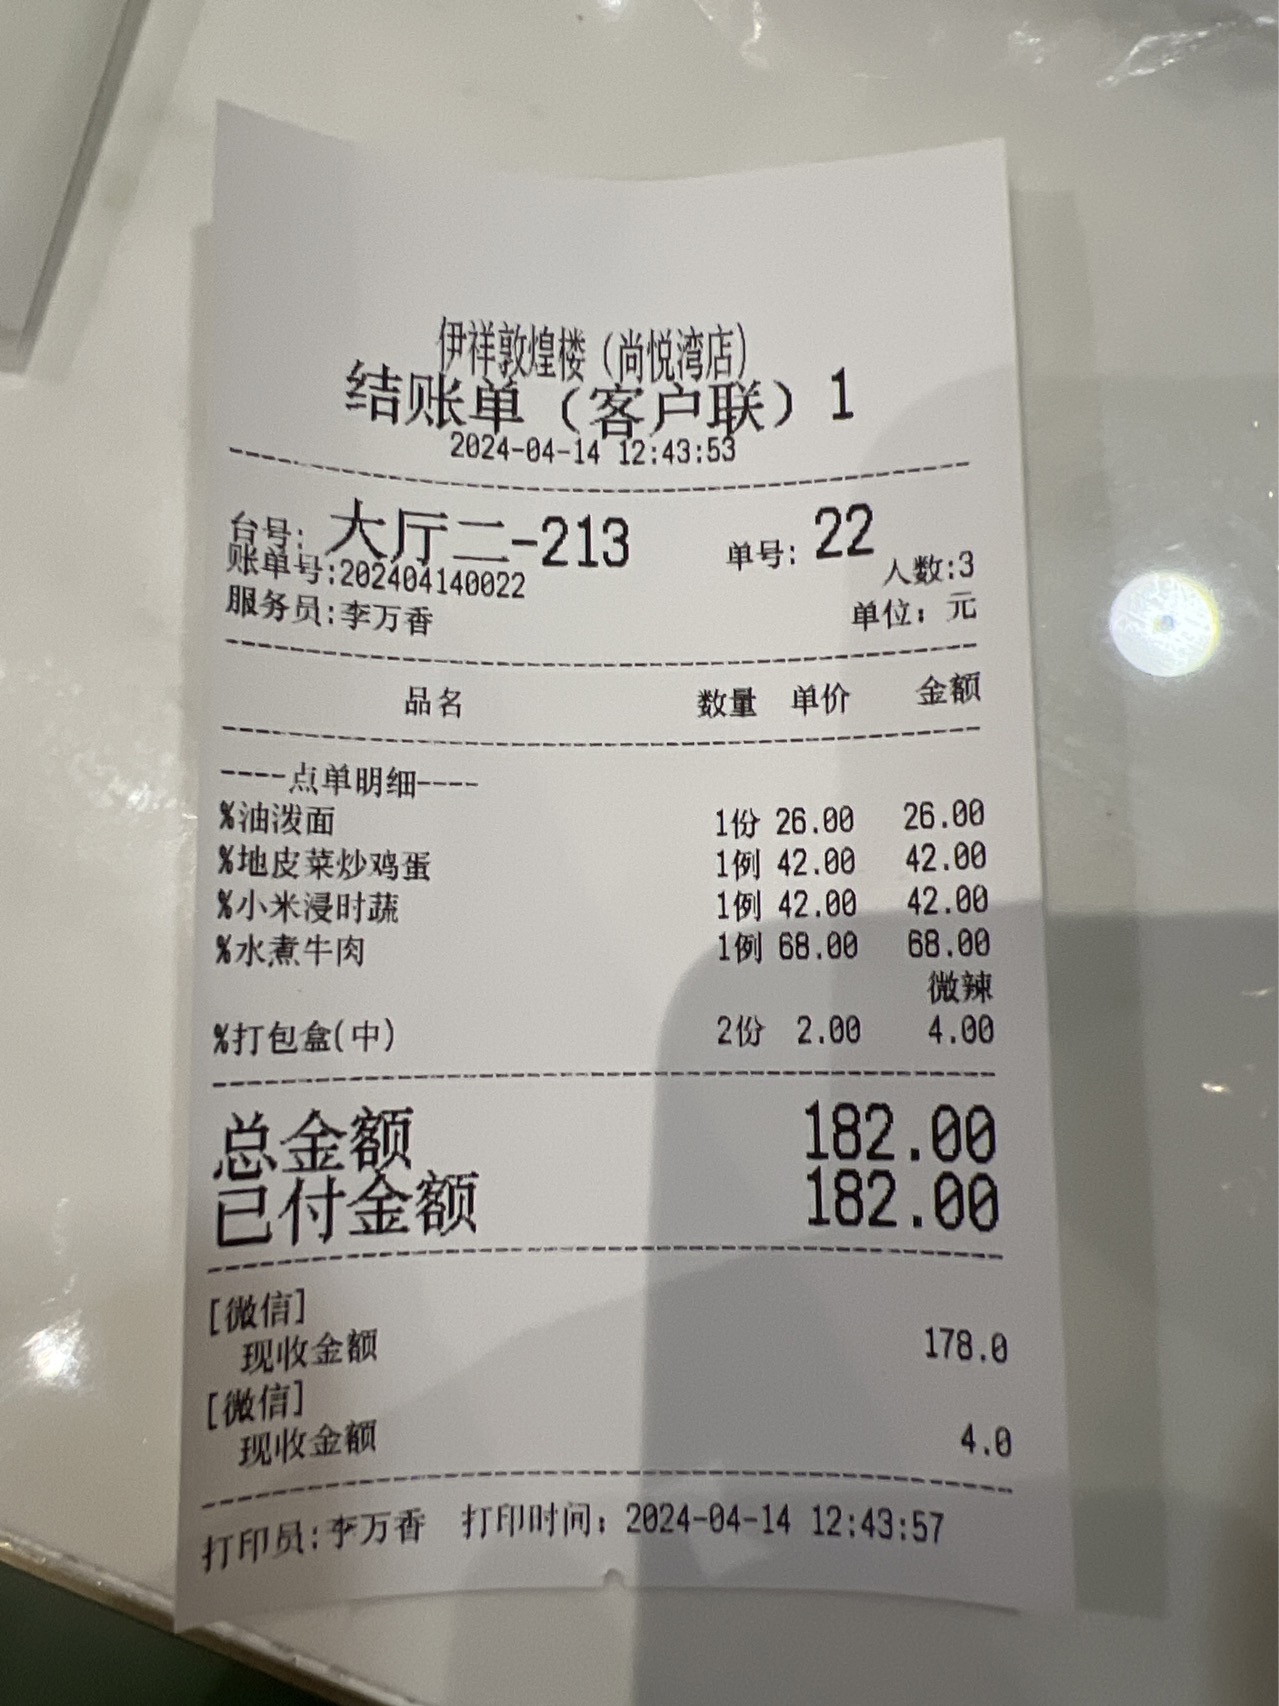 伊祥敦煌楼（尚悦湾店）
结账单（客户联）1
2024-04-14 12:43:53
台号：大厅二-213 单号：22
账单号:202404140022 人数:3
服务员:李万香 单位：元
品名 数量 单价 金额
----点单明细----
%油泼面 1份 26.00 26.00
%地皮菜炒鸡蛋 1例 42.00 42.00
%小米浸时蔬 1例 42.00 42.00
%水煮牛肉 1例 68.00 68.00
微辣
%打包盒(中) 2份 2.00 4.00
总金额 182.00
已付金额 182.00
[微信]
现收金额 178.0
[微信]
现收金额 4.0
打印员:李万香 打印时间：2024-04-14 12:43:57